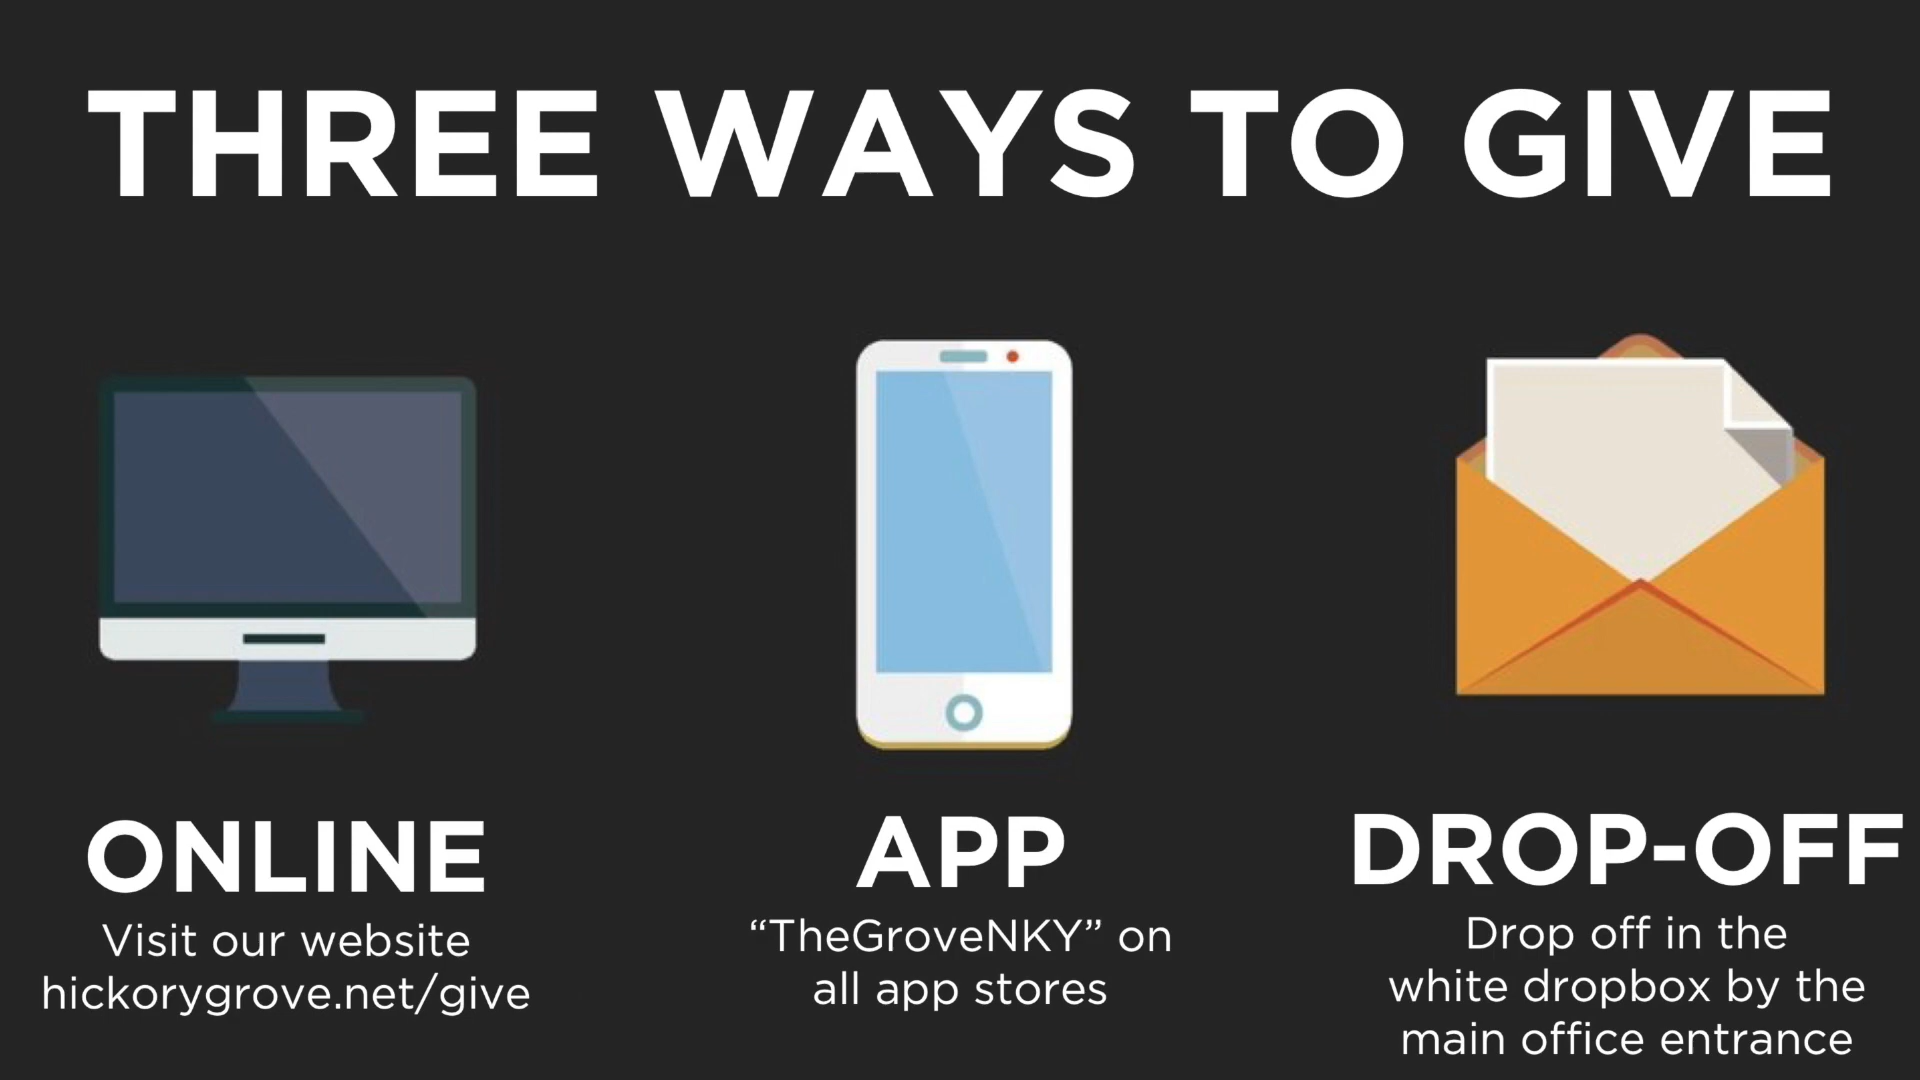 THREE WAYS TO GIVE
ONLINE
Visit our website
hickorygrove.net/give
APP
“TheGroveNKY” on
all app stores
DROP-OFF
Drop off in the
white dropbox by the
main office entrance